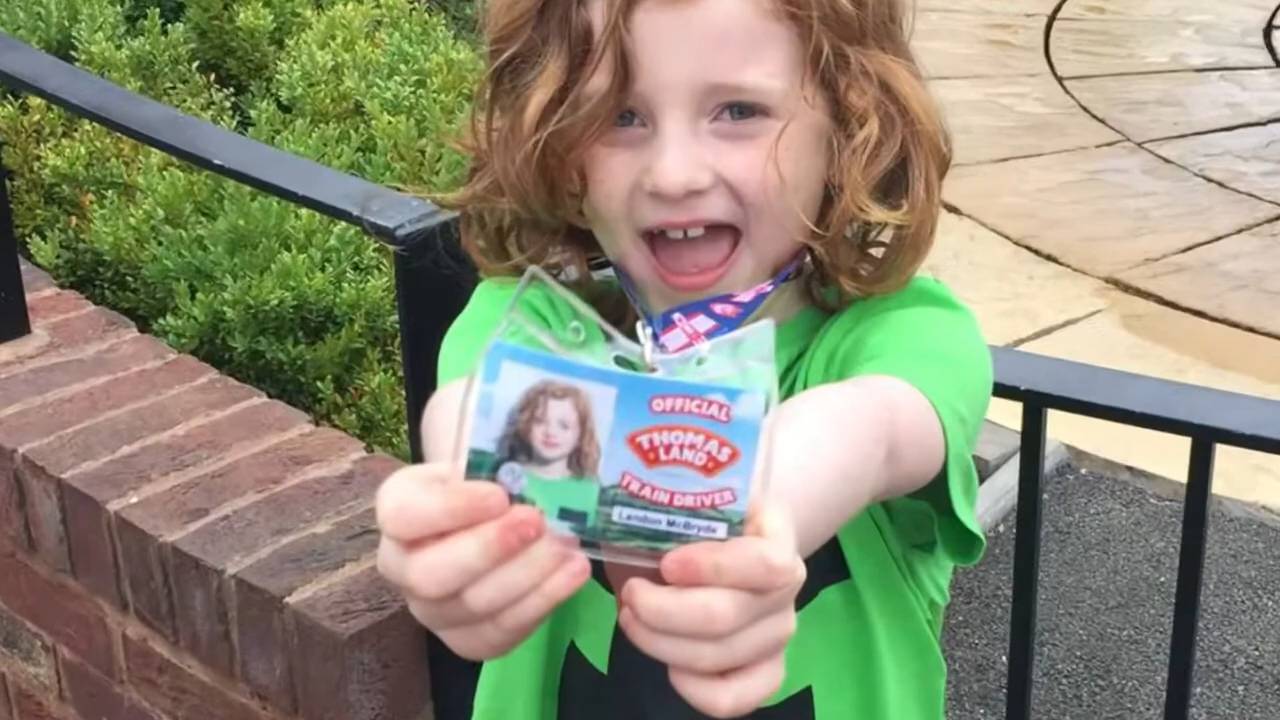 OFFICIAL
THOMAS
LAND
TRAIN DRIVER
Landon McBryde